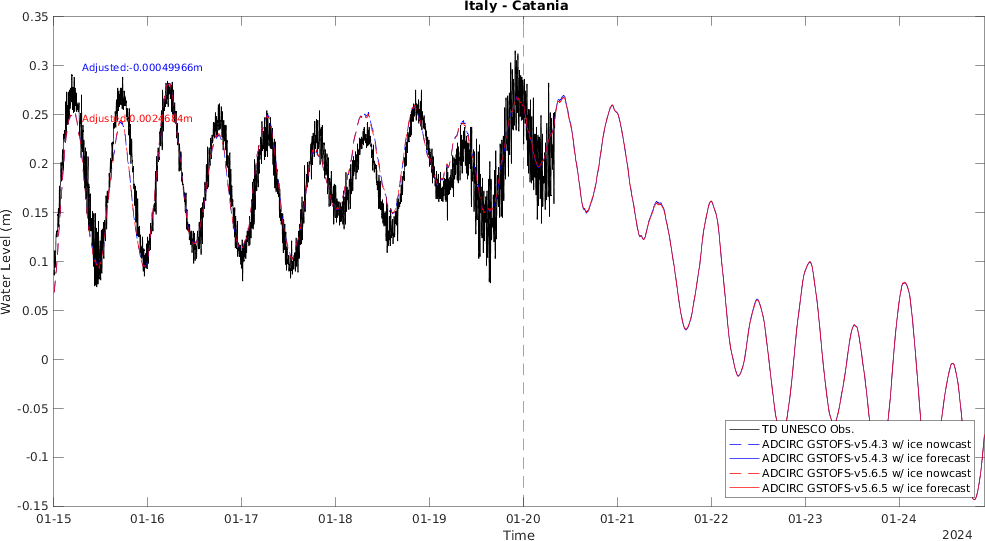 Italy - Catania
0.35
0.3
0.25
0.2
0.15
0.1
0.05
0
-0.05
-0.1
-0.15
Water Level (m)
Adjusted:-0.00049966m
Adjusted:0.0024684m
TD UNESCO Obs.
ADCIRC GSTOFS-v5.4.3 w/ ice nowcast
ADCIRC GSTOFS-v5.4.3 w/ ice forecast
ADCIRC GSTOFS-v5.6.5 w/ ice nowcast
ADCIRC GSTOFS-v5.6.5 w/ ice forecast
01-15 01-16 01-17 01-18 01-19 01-20 01-21 01-22 01-23 01-24
Time
2024